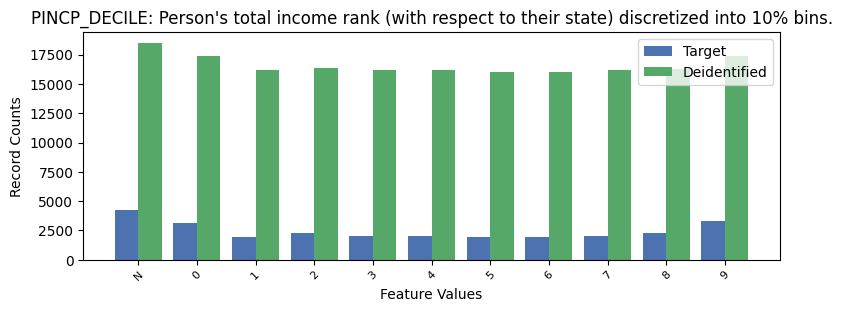 PINCP_DECILE: Person's total income rank (with respect to their state) discretized into 10% bins.
Target
Deidentified
17500
15000
12500
10000
7500
5000
2500
0
Record Counts
N 0 1 2 3 4 5 6 7 8 9
Feature Values